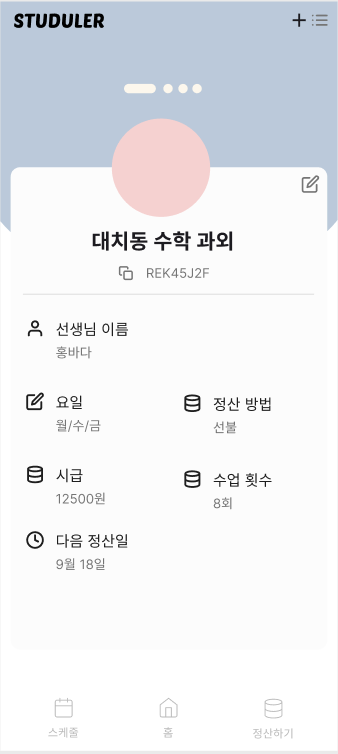 STUDULER
대치동 수학 과외
REK45J2F
선생님 이름
홍바다
요일
월/수/금
정산 방법
선불
시급
12500원
수업 횟수
8회
다음 정산일
9월 18일
스케줄
홈
정산하기